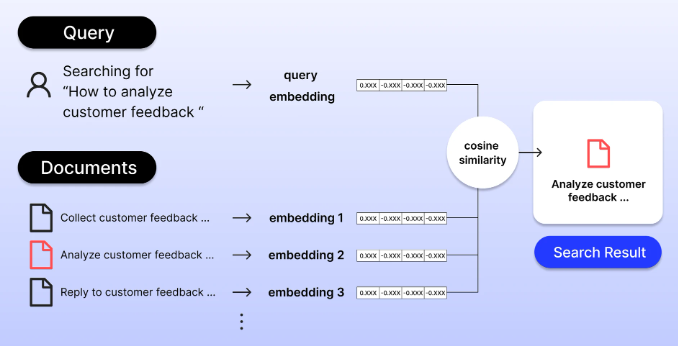 Query
Searching for
“How to analyze
customer feedback “
query
embedding
0.XXX -0.XXX -0.XXX -0.XXX
Documents
Collect customer feedback ...
embedding 1
0.XXX -0.XXX -0.XXX -0.XXX
Analyze customer feedback ...
embedding 2
0.XXX -0.XXX -0.XXX -0.XXX
Reply to customer feedback ...
embedding 3
0.XXX -0.XXX -0.XXX -0.XXX
cosine
similarity
Analyze customer
feedback ...
Search Result